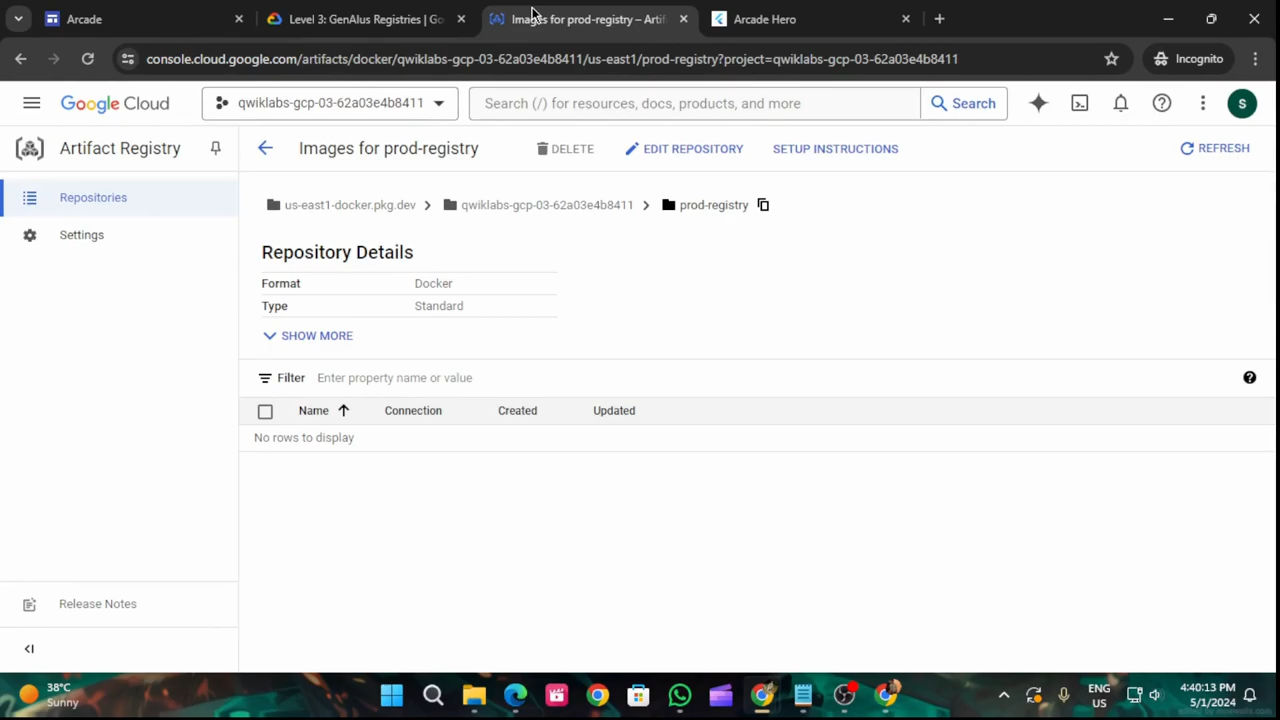 Arcade
Level 3: GenAIus Registries | Go
Images for prod-registry – Artif
Arcade Hero
console.cloud.google.com/artifacts/docker/qwiklabs-gcp-03-62a03e4b8411/us-east1/prod-registry?project=qwiklabs-gcp-03-62a03e4b8411
Incognito
Google Cloud
qwiklabs-gcp-03-62a03e4b8411
Search (/) for resources, docs, products, and more
Search
S
Artifact Registry
Images for prod-registry
DELETE
EDIT REPOSITORY
SETUP INSTRUCTIONS
REFRESH
Repositories
Settings
us-east1-docker.pkg.dev
qwiklabs-gcp-03-62a03e4b8411
prod-registry
Repository Details
Format Docker
Type Standard
SHOW MORE
Filter Enter property name or value
Name Connection Created Updated
No rows to display
Release Notes
38°C
Sunny
ENG
US
4:40:13 PM
5/1/2024